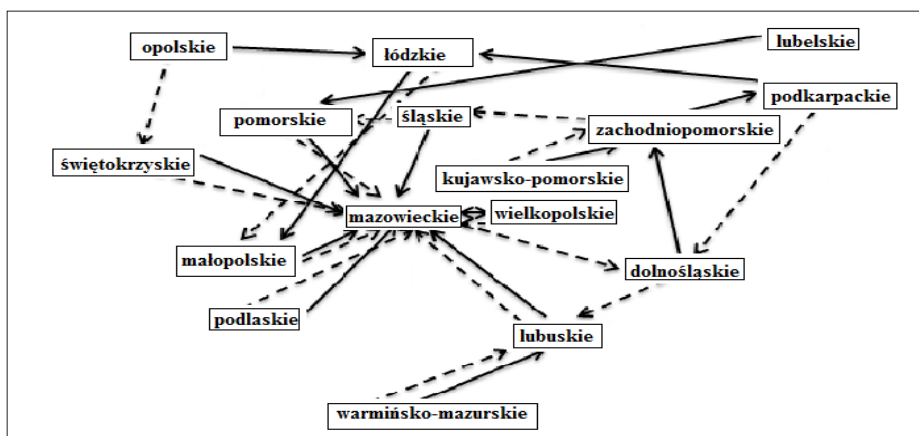 opolskie
łódzkie
lubelskie
podkarpackie
pomorskie
śląskie
zachodniopomorskie
świętokrzyskie
kujawsko-pomorskie
mazowieckie
wielkopolskie
małopolskie
dolnośląskie
podlaskie
lubuskie
warmińsko-mazurskie